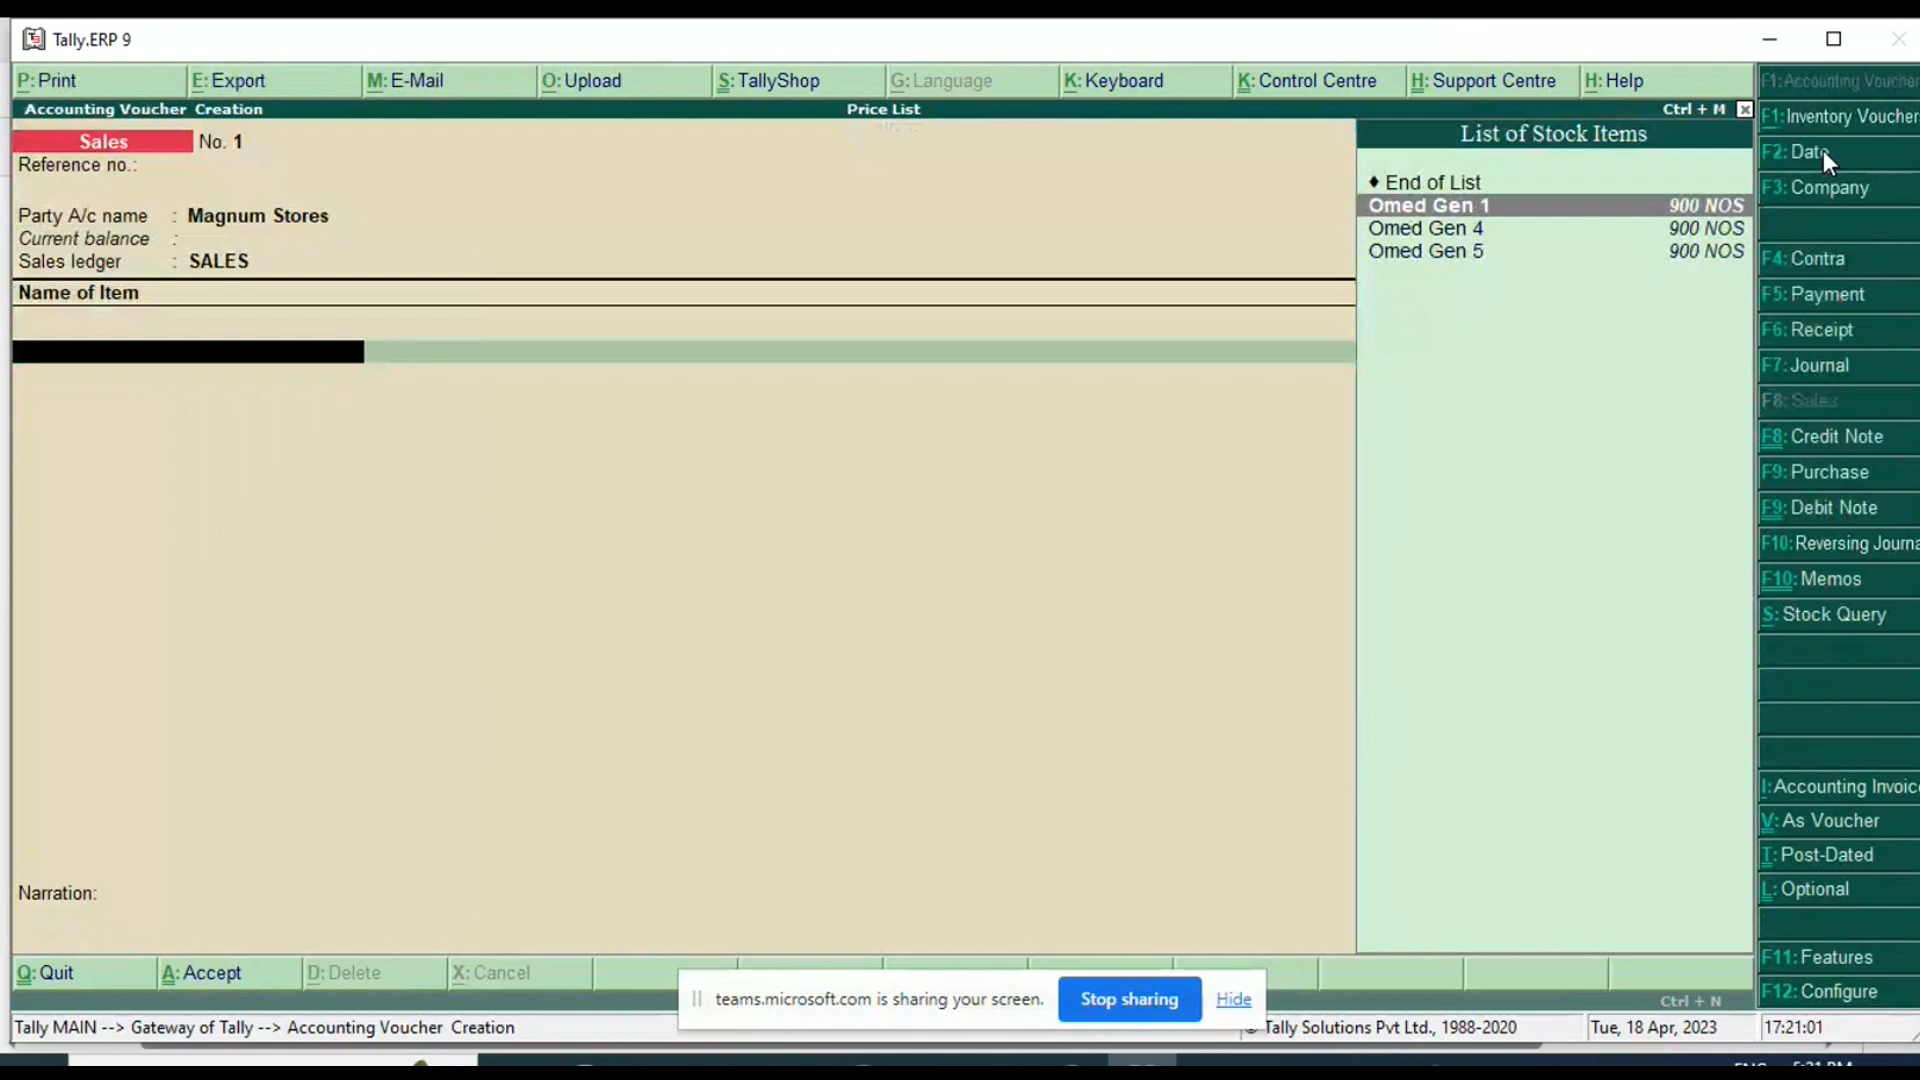 Tally.ERP 9
P: Print E: Export M: E-Mail O: Upload S: TallyShop G: Language K: Keyboard K: Control Centre H: Support Centre H: Help
Accounting Voucher Creation Price List Ctrl + M
Sales No. 1
Reference no.:
Party A/c name : Magnum Stores
Current balance :
Sales ledger : SALES
Name of Item
Narration:
List of Stock Items
♦ End of List
Omed Gen 1 900 NOS
Omed Gen 4 900 NOS
Omed Gen 5 900 NOS
F1: Accounting Voucher
F1: Inventory Voucher
F2: Date
F3: Company
F4: Contra
F5: Payment
F6: Receipt
F7: Journal
F8: Sales
F8: Credit Note
F9: Purchase
F9: Debit Note
F10: Reversing Journa
F10: Memos
S: Stock Query
I: Accounting Invoic
V: As Voucher
T: Post-Dated
L: Optional
F11: Features
F12: Configure
Q: Quit A: Accept D: Delete X: Cancel
teams.microsoft.com is sharing your screen. Stop sharing Hide
Ctrl + N
Tally MAIN --> Gateway of Tally --> Accounting Voucher Creation © Tally Solutions Pvt Ltd., 1988-2020 Tue, 18 Apr, 2023 17:21:01